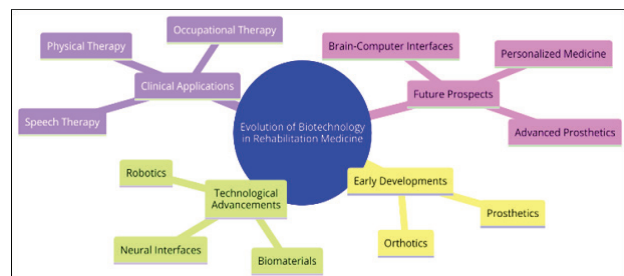 Occupational Therapy
Physical Therapy
Clinical Applications
Speech Therapy
Brain-Computer Interfaces
Personalized Medicine
Future Prospects
Advanced Prosthetics
Evolution of Biotechnology
in Rehabilitation Medicine
Robotics
Technological
Advancements
Neural Interfaces
Biomaterials
Early Developments
Prosthetics
Orthotics